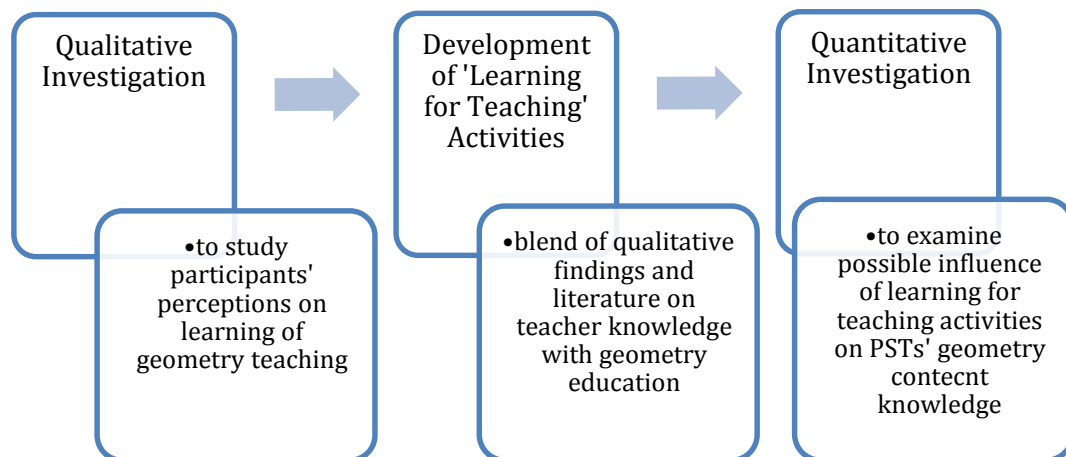 Qualitative
Investigation
•to study
participants'
perceptions on
learning of
geometry teaching
Development
of 'Learning
for Teaching'
Activities
•blend of qualitative
findings and
literature on
teacher knowledge
with geometry
education
Quantitative
Investigation
•to examine
possible influence
of learning for
teaching activities
on PSTs' geometry
contecnt
knowledge